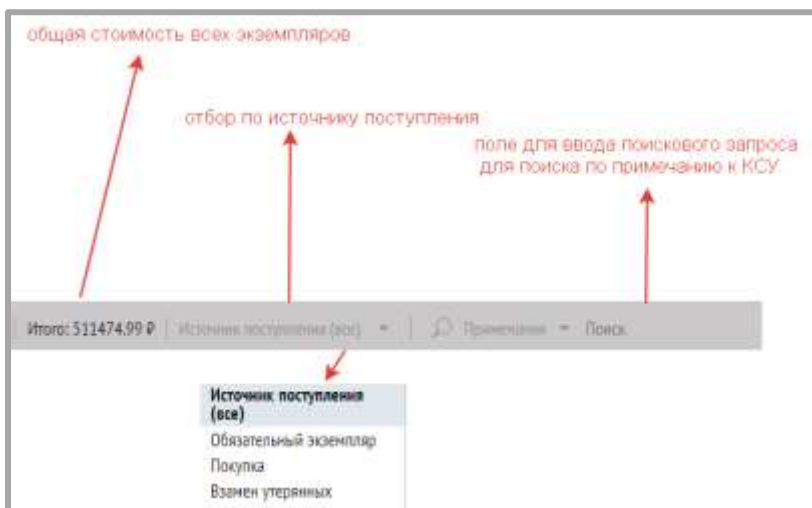 общая стоимость всех экземпляров
отбор по источнику поступления
поле для ввода поискового запроса
для поиска по примечанию к КСУ
Итого: 511474.99 ₽ Источник поступления (все) Примечание Поиск
Источник поступления
(все)
Обязательный экземпляр
Покупка
Взамен утерянных